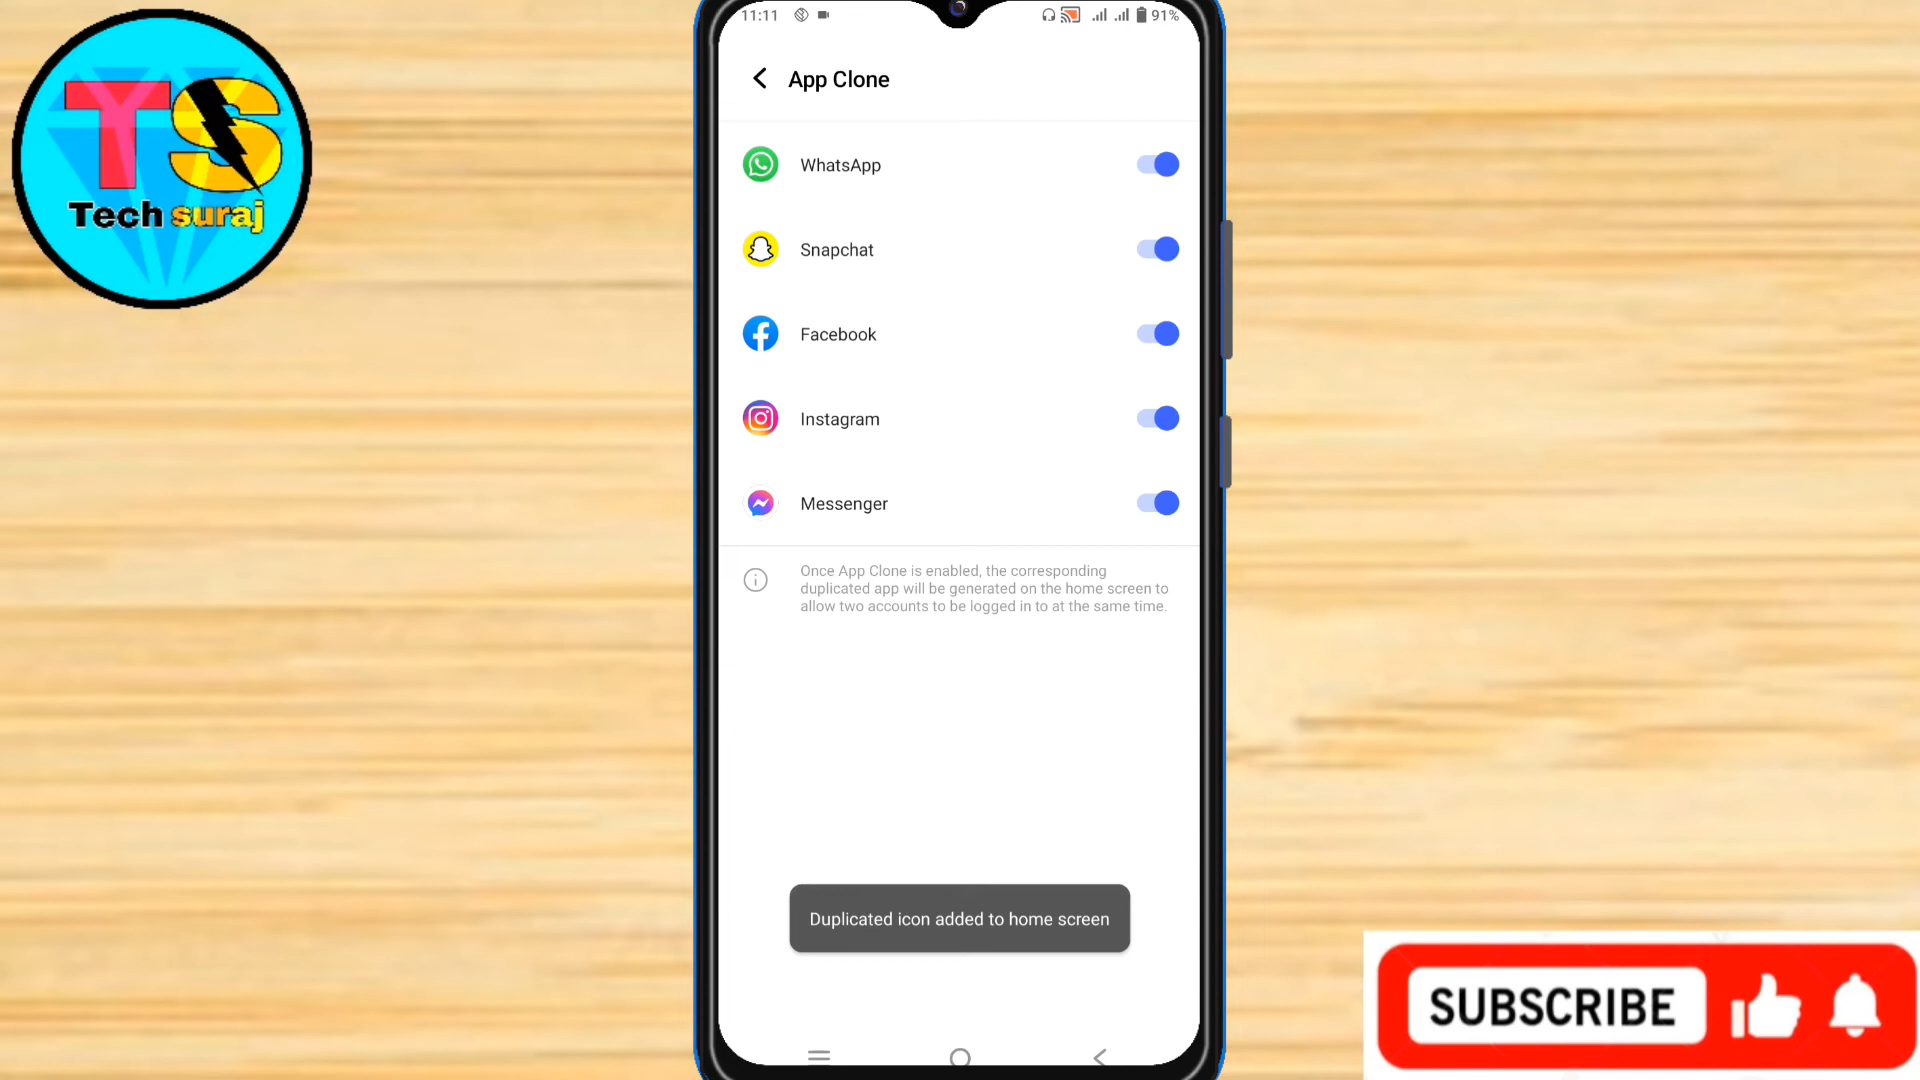 TS
Tech suraj
11:11
91%
App Clone
WhatsApp
Snapchat
Facebook
Instagram
Messenger
Once App Clone is enabled, the corresponding
duplicated app will be generated on the home screen to
allow two accounts to be logged in to at the same time.
Duplicated icon added to home screen
SUBSCRIBE